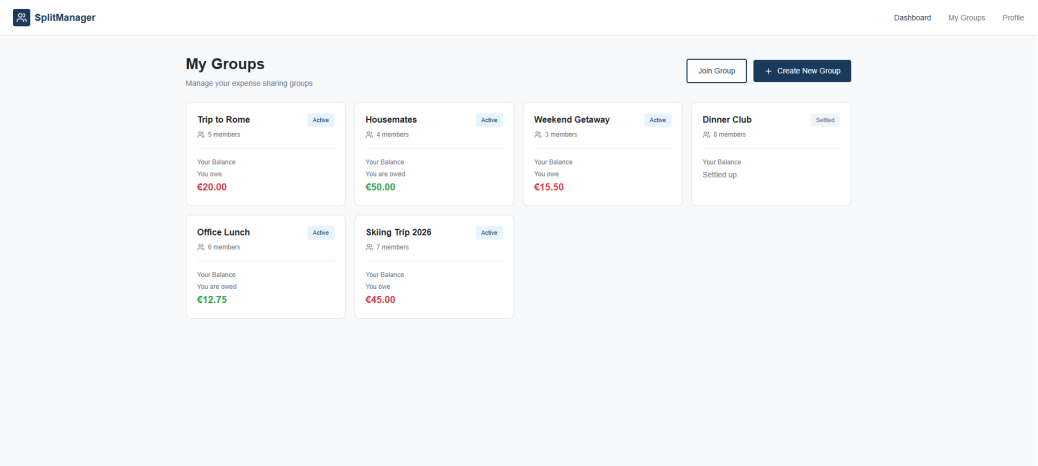 SplitManager
Dashboard
My Groups
Profile
My Groups
Manage your expense sharing groups
Join Group
+ Create New Group
Trip to Rome
Active
5 members
Your Balance
You owe
€20.00
Housemates
Active
4 members
Your Balance
You are owed
€50.00
Weekend Getaway
Active
3 members
Your Balance
You owe
€15.50
Dinner Club
Settled
8 members
Your Balance
Settled up
Office Lunch
Active
6 members
Your Balance
You are owed
€12.75
Skiing Trip 2026
Active
7 members
Your Balance
You owe
€45.00